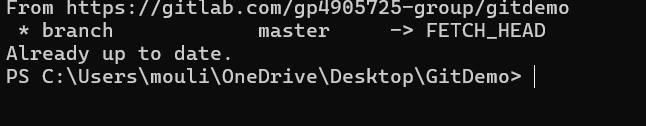 From https://gitlab.com/gp4905725-group/gitdemo
 * branch            master     -> FETCH_HEAD
Already up to date.
PS C:\Users\mouli\OneDrive\Desktop\GitDemo>